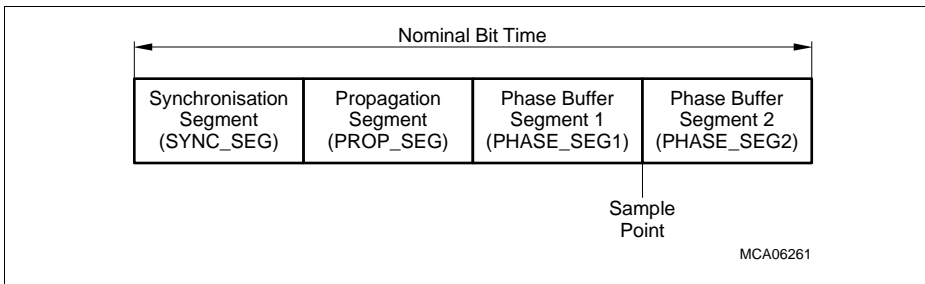 Nominal Bit Time
Synchronisation
Segment
(SYNC_SEG)
Propagation
Segment
(PROP_SEG)
Phase Buffer
Segment 1
(PHASE_SEG1)
Phase Buffer
Segment 2
(PHASE_SEG2)
Sample
Point
MCA06261